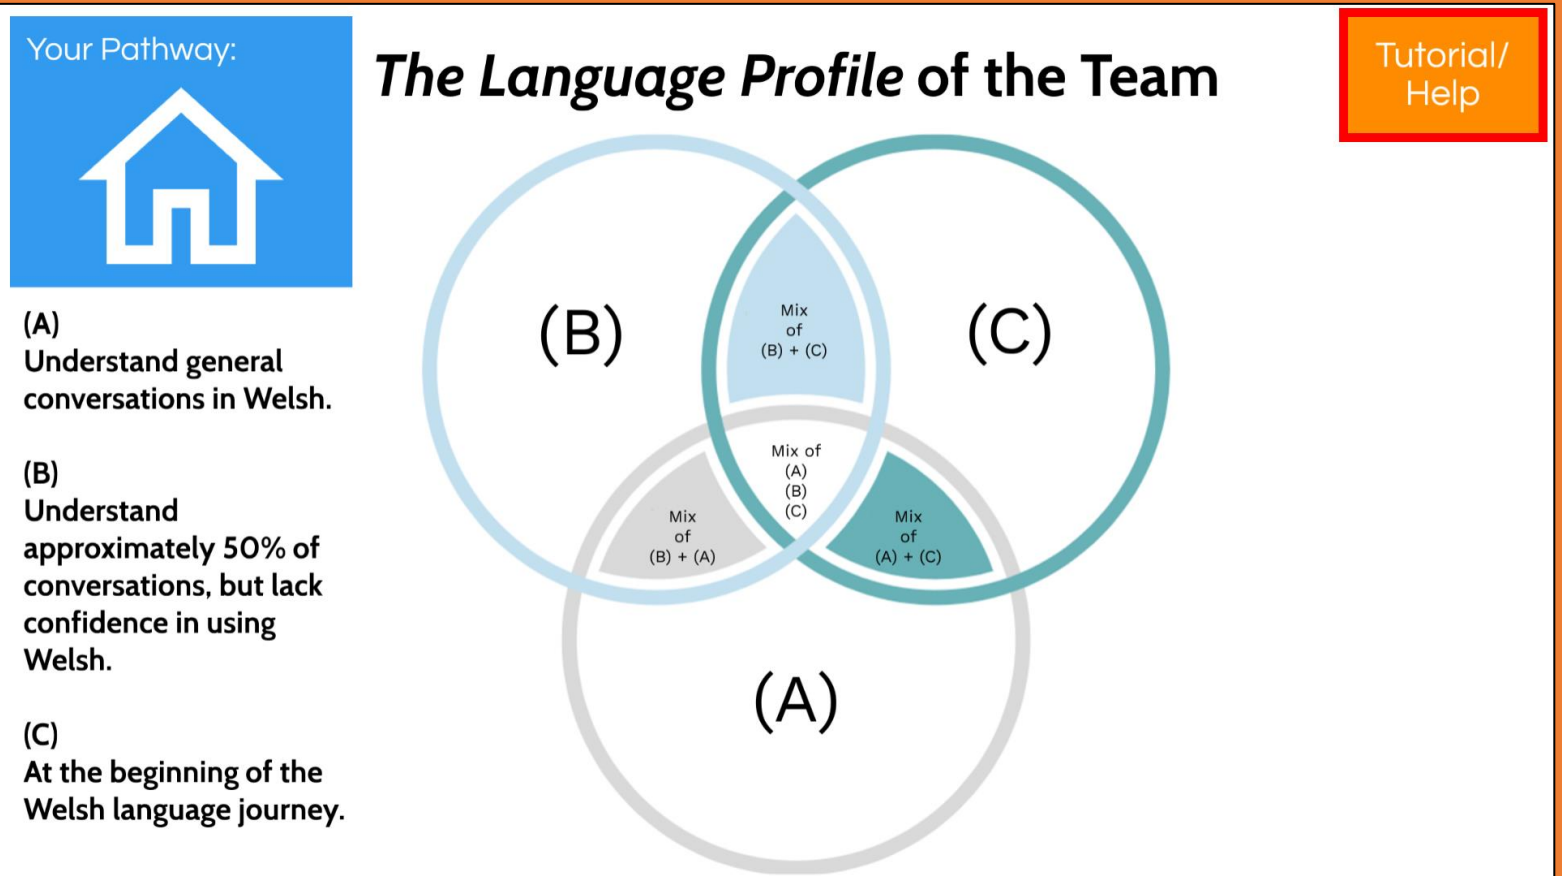 Your Pathway:
The Language Profile of the Team
Tutorial/
Help
(A)
Understand general
conversations in Welsh.
(B)
Understand
approximately 50% of
conversations, but lack
confidence in using
Welsh.
(C)
At the beginning of the
Welsh language journey.
(B)
(C)
Mix
of
(B) + (C)
Mix of
(A)
(B)
(C)
Mix
of
(B) + (A)
Mix
of
(A) + (C)
(A)